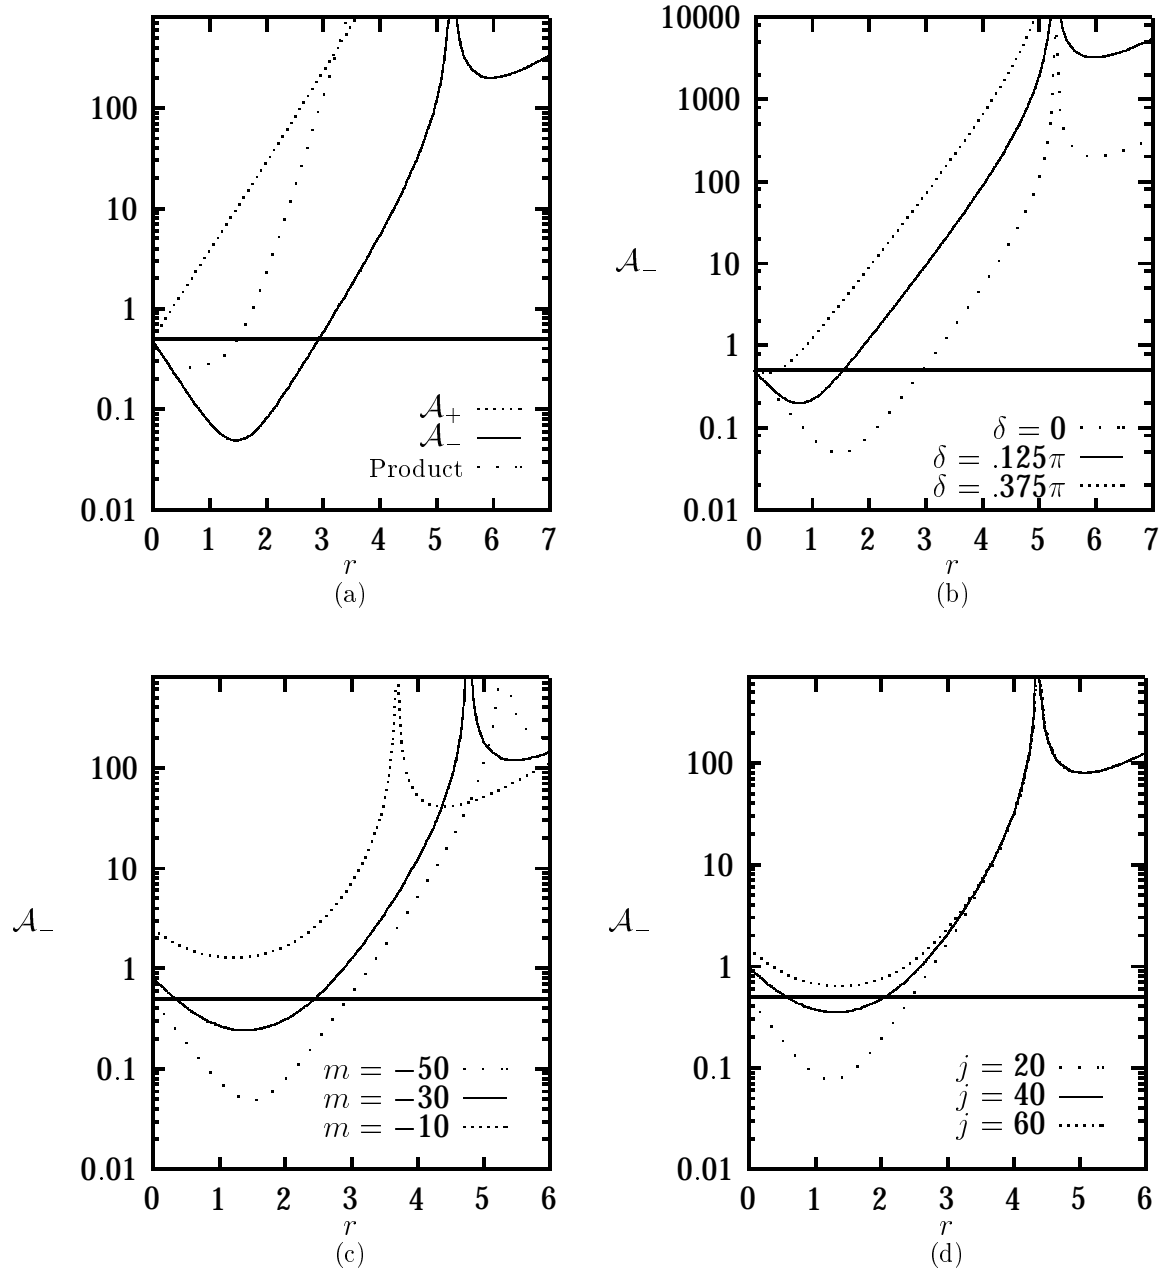 100
10
1
0.1
0.01
𝒜₊
𝒜₋
Product
0 1 2 3 4 5 6 7
r
(a)
10000
1000
100
10
1
0.1
0.01
𝒜₋
δ = 0
δ = .125π
δ = .375π
0 1 2 3 4 5 6 7
r
(b)
100
10
1
0.1
0.01
𝒜₋
m = −50
m = −30
m = −10
0 1 2 3 4 5 6
r
(c)
100
10
1
0.1
0.01
𝒜₋
j = 20
j = 40
j = 60
0 1 2 3 4 5 6
r
(d)